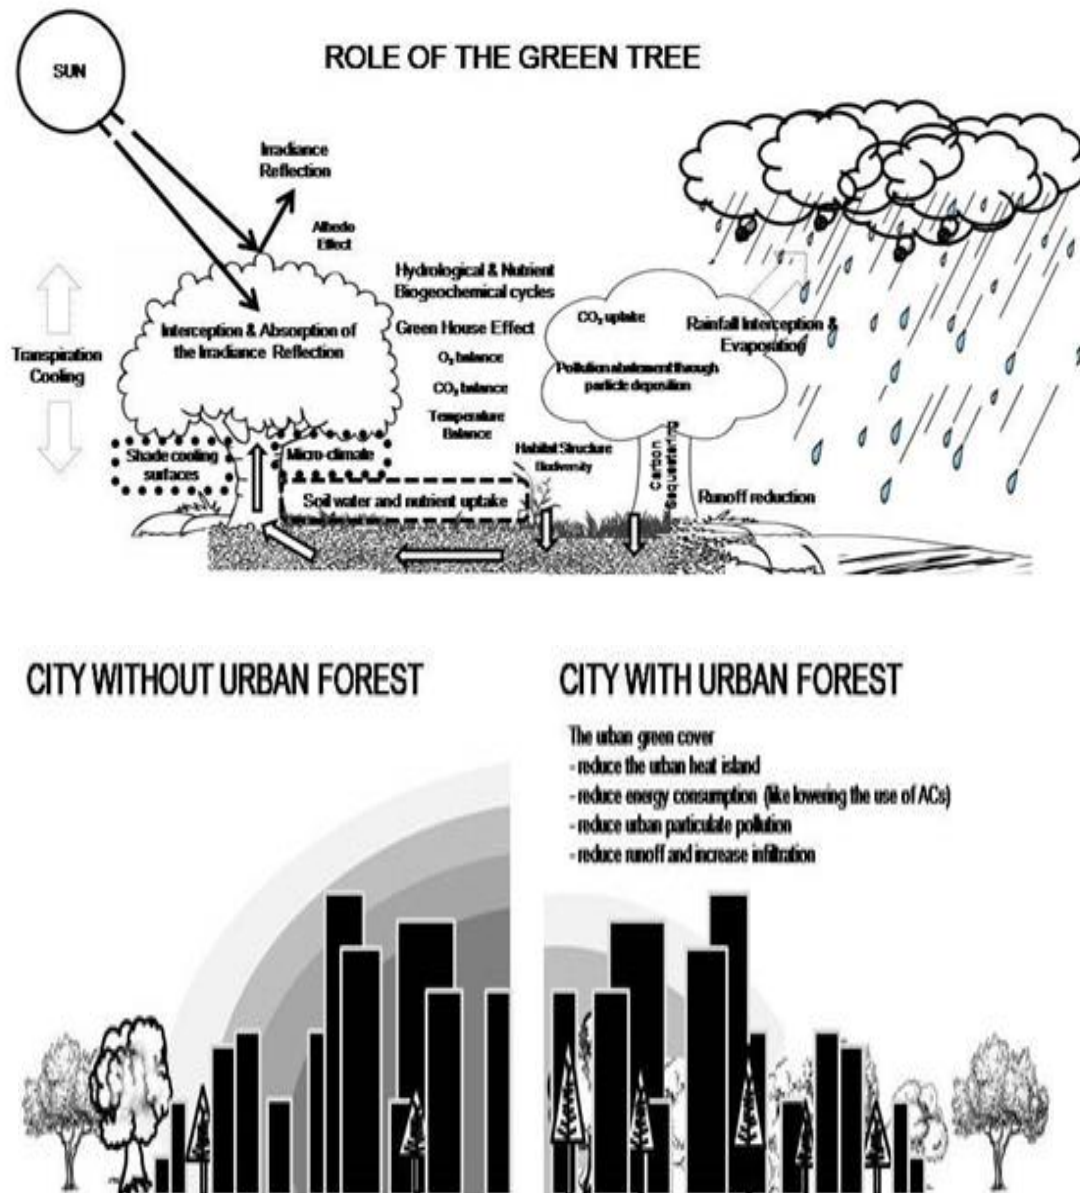 ROLE OF THE GREEN TREE
SUN
Irradiance
Reflection
Albedo
Effect
Hydrological & Nutrient
Biogeochemical cycles
Green House Effect
O₂ balance
CO₂ balance
Temperature
Balance
Transpiration
Cooling
Interception & Absorption of
the Irradiance Reflection
CO₂ uptake
Rainfall Interception &
Evaporation
Pollution abatement through
particle deposition
Shade cooling
surfaces
Micro-climate
Soil water and nutrient uptake
Habitat Structure
Biodiversity
Carbon
Sequestering
Runoff reduction
CITY WITHOUT URBAN FOREST
CITY WITH URBAN FOREST
The urban green cover
- reduce the urban heat island
- reduce energy consumption (like lowering the use of ACs)
- reduce urban particulate pollution
- reduce runoff and increase infiltration